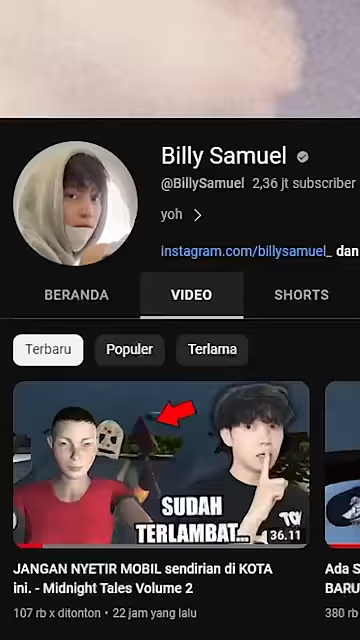 Billy Samuel
@BillySamuel 2,36 jt subscriber
yoh
instagram.com/billysamuel_ dan
BERANDA VIDEO SHORTS
Terbaru Populer Terlama
SUDAH
TERLAMBAT...
36.11
JANGAN NYETIR MOBIL sendirian di KOTA
ini. - Midnight Tales Volume 2
107 rb x ditonton • 22 jam yang lalu
Ada S
BARU
380 rb